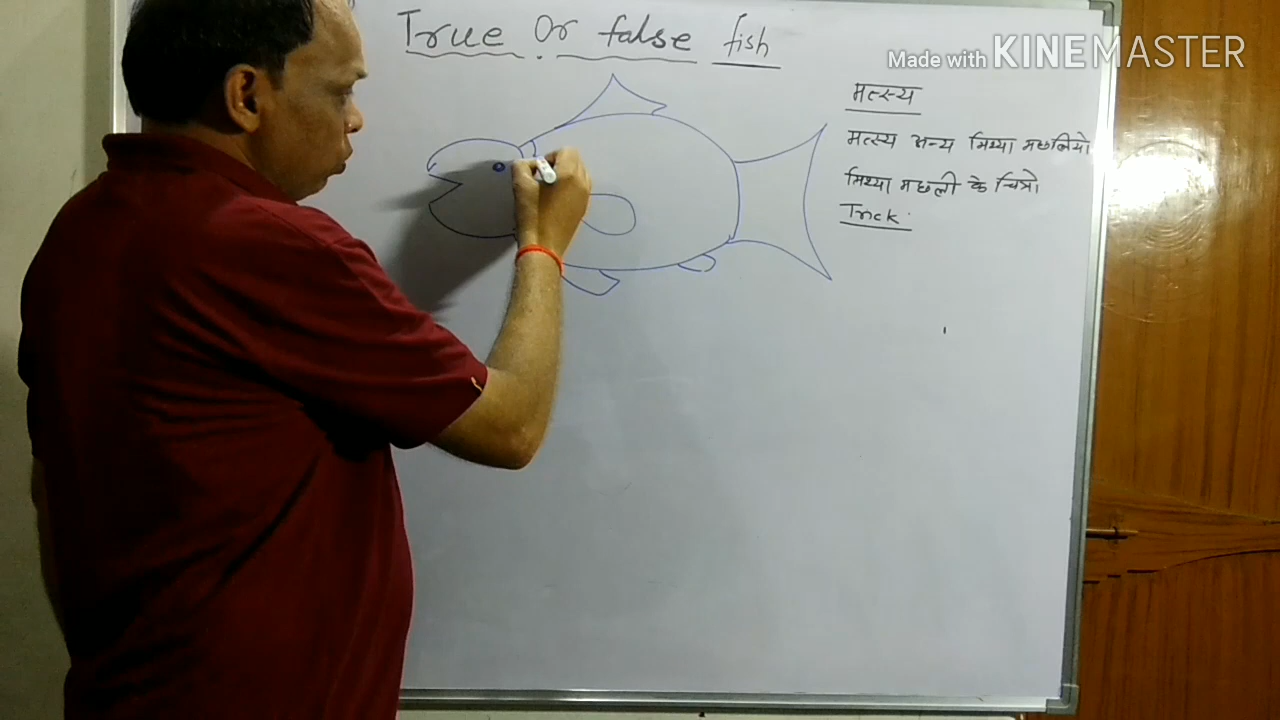 True Or false fish
Made with KINEMASTER
मत्स्य
मत्स्य अन्य मिथ्या मछलियो
मिथ्या मछली के चित्रो
Trick.